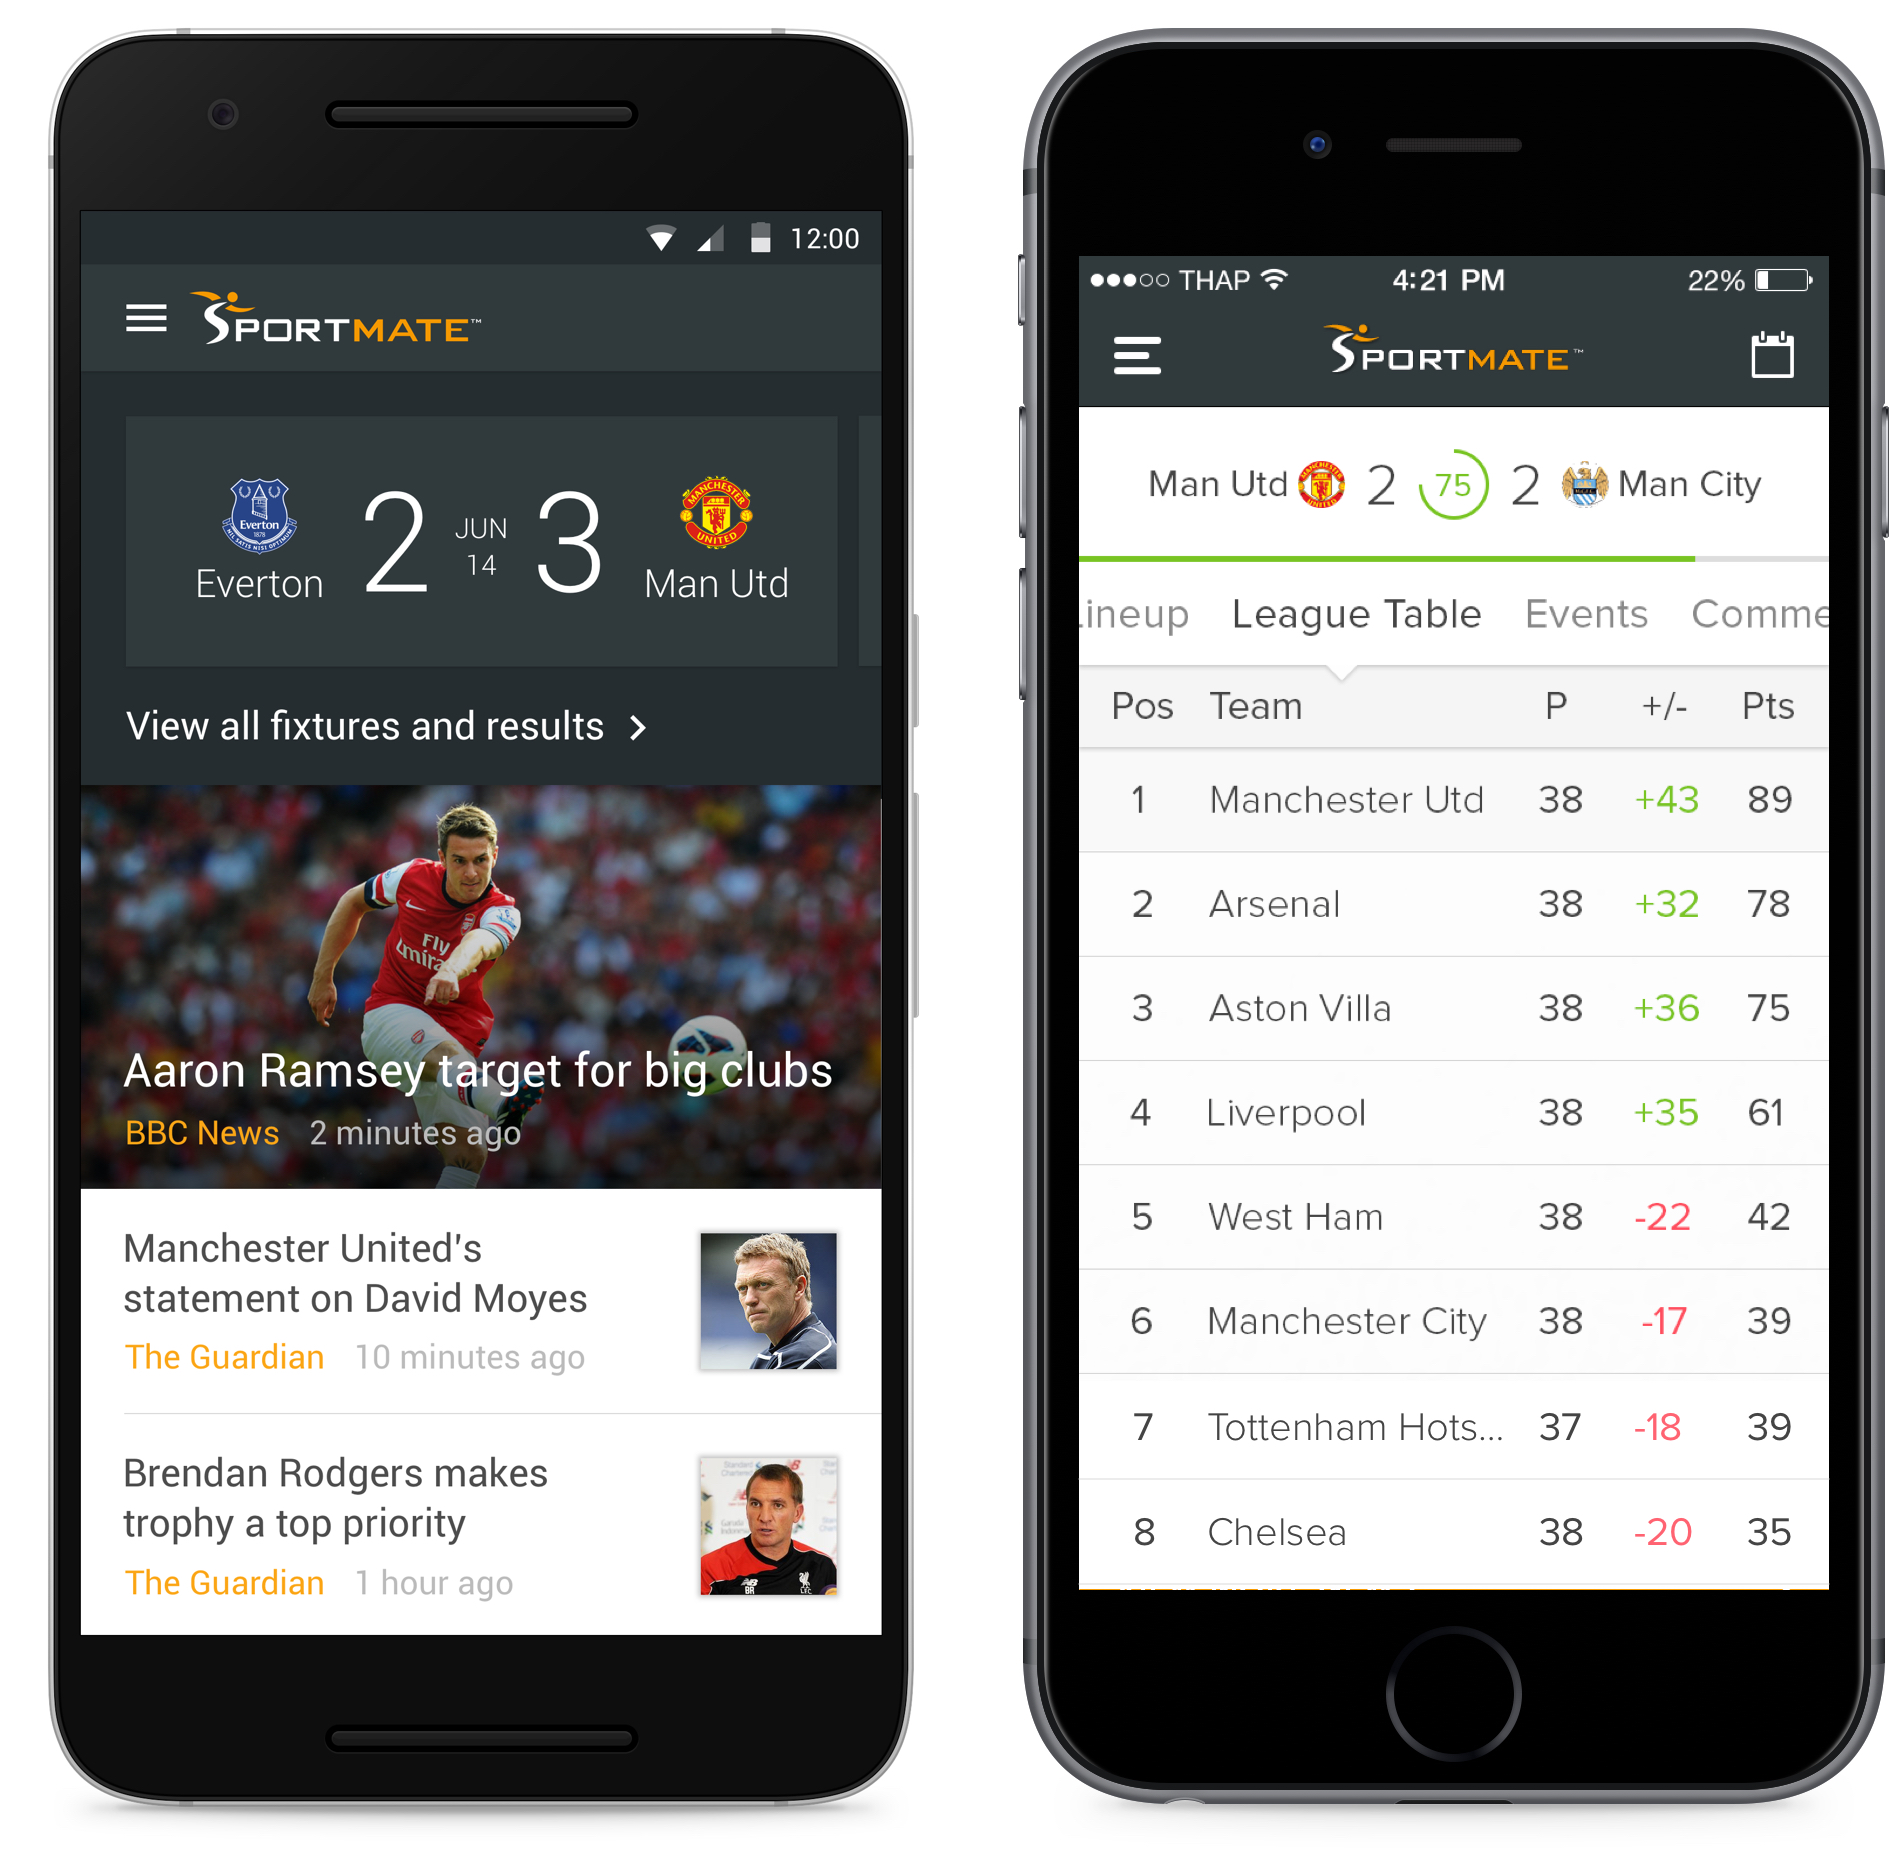 12:00
SPORTMATE™
Everton
2
JUN
14
3
Man Utd
View all fixtures and results
Aaron Ramsey target for big clubs
BBC News 2 minutes ago
Manchester United's
statement on David Moyes
The Guardian 10 minutes ago
Brendan Rodgers makes
trophy a top priority
The Guardian 1 hour ago
THAP 4:21 PM 22%
SPORTMATE™
Man Utd 2 75 2 Man City
ineup League Table Events Comme
Pos Team P +/- Pts
1 Manchester Utd 38 +43 89
2 Arsenal 38 +32 78
3 Aston Villa 38 +36 75
4 Liverpool 38 +35 61
5 West Ham 38 -22 42
6 Manchester City 38 -17 39
7 Tottenham Hots... 37 -18 39
8 Chelsea 38 -20 35